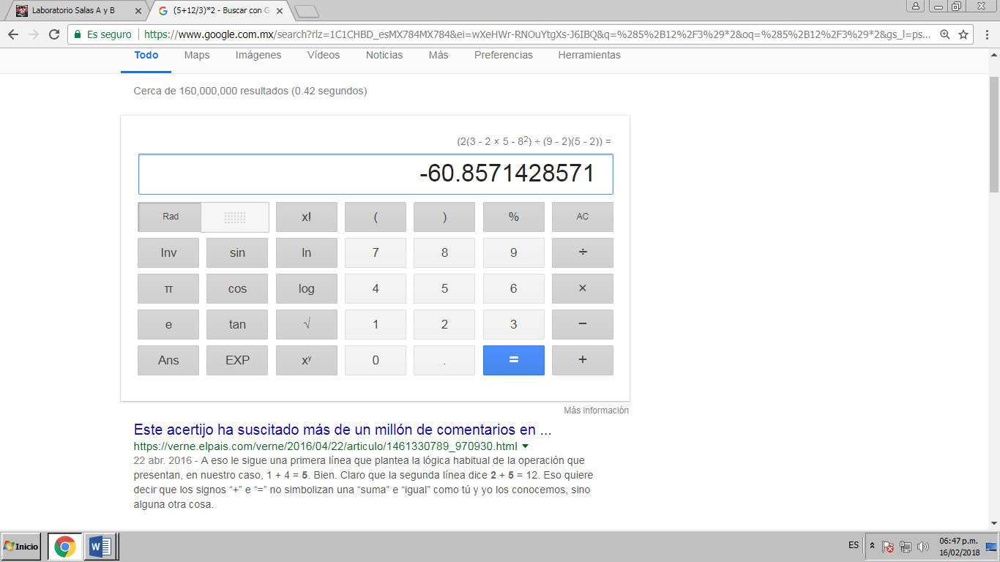 Laboratorio Salas A y B
(5+12/3)*2 - Buscar con G
Es seguro
https://www.google.com.mx/search?rlz=1C1CHBD_esMX784MX784&ei=wXeHWr-RNOuYtgXs-J6IBQ&q=%285%2B12%2F3%29*2&oq=%285%2B12%2F3%29*2&gs_l=ps...
Todo Maps Imágenes Vídeos Noticias Más Preferencias Herramientas
Cerca de 160,000,000 resultados (0.42 segundos)
(2(3 - 2 × 5 - 8²) ÷ (9 - 2)(5 - 2)) =
-60.8571428571
Rad x! ( ) % AC
Inv sin ln 7 8 9 ÷
π cos log 4 5 6 ×
e tan √ 1 2 3 −
Ans EXP xʸ 0 . = +
Más información
Este acertijo ha suscitado más de un millón de comentarios en ...
https://verne.elpais.com/verne/2016/04/22/articulo/1461330789_970930.html
22 abr. 2016 - A eso le sigue una primera línea que plantea la lógica habitual de la operación que
presentan, en nuestro caso, 1 + 4 = 5. Bien. Claro que la segunda línea dice 2 + 5 = 12. Eso quiere
decir que los signos “+” e “=” no simbolizan una “suma” e “igual” como tú y yo los conocemos, sino
alguna otra cosa.
Inicio
W
ES
06:47 p.m.
16/02/2018